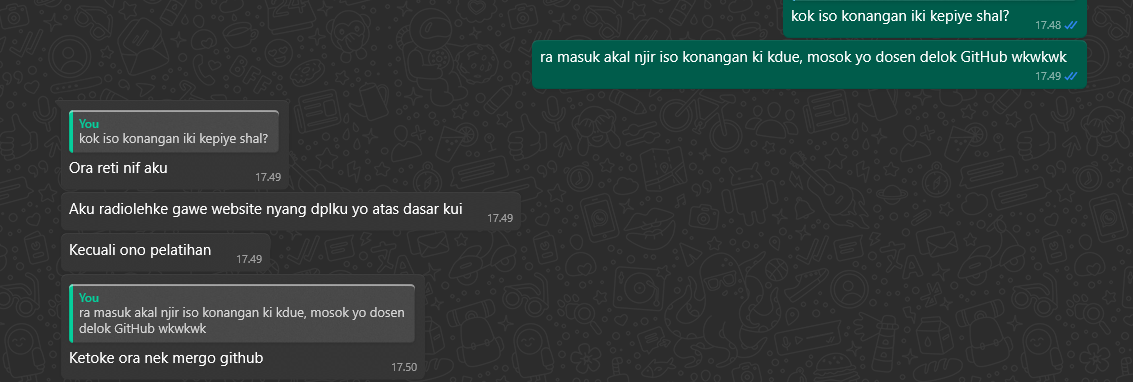 kok iso konangan iki kepiye shal?
17.48
ra masuk akal njir iso konangan ki kdue, mosok yo dosen delok GitHub wkwkwk
17.49
You
kok iso konangan iki kepiye shal?
Ora reti nif aku
17.49
Aku radiolehke gawe website nyang dplku yo atas dasar kui
17.49
Kecuali ono pelatihan
17.49
You
ra masuk akal njir iso konangan ki kdue, mosok yo dosen
delok GitHub wkwkwk
Ketoke ora nek mergo github
17.50